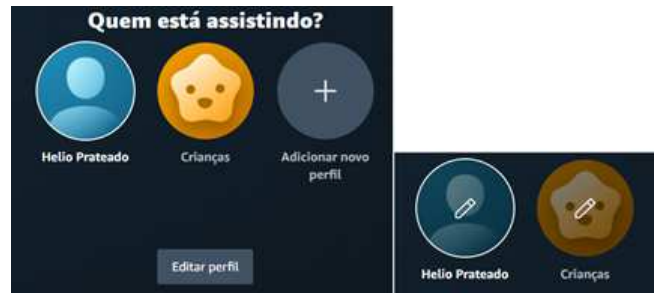 Quem está assistindo?
Helio Prateado
Crianças
Adicionar novo
perfil
Editar perfil
Helio Prateado
Crianças